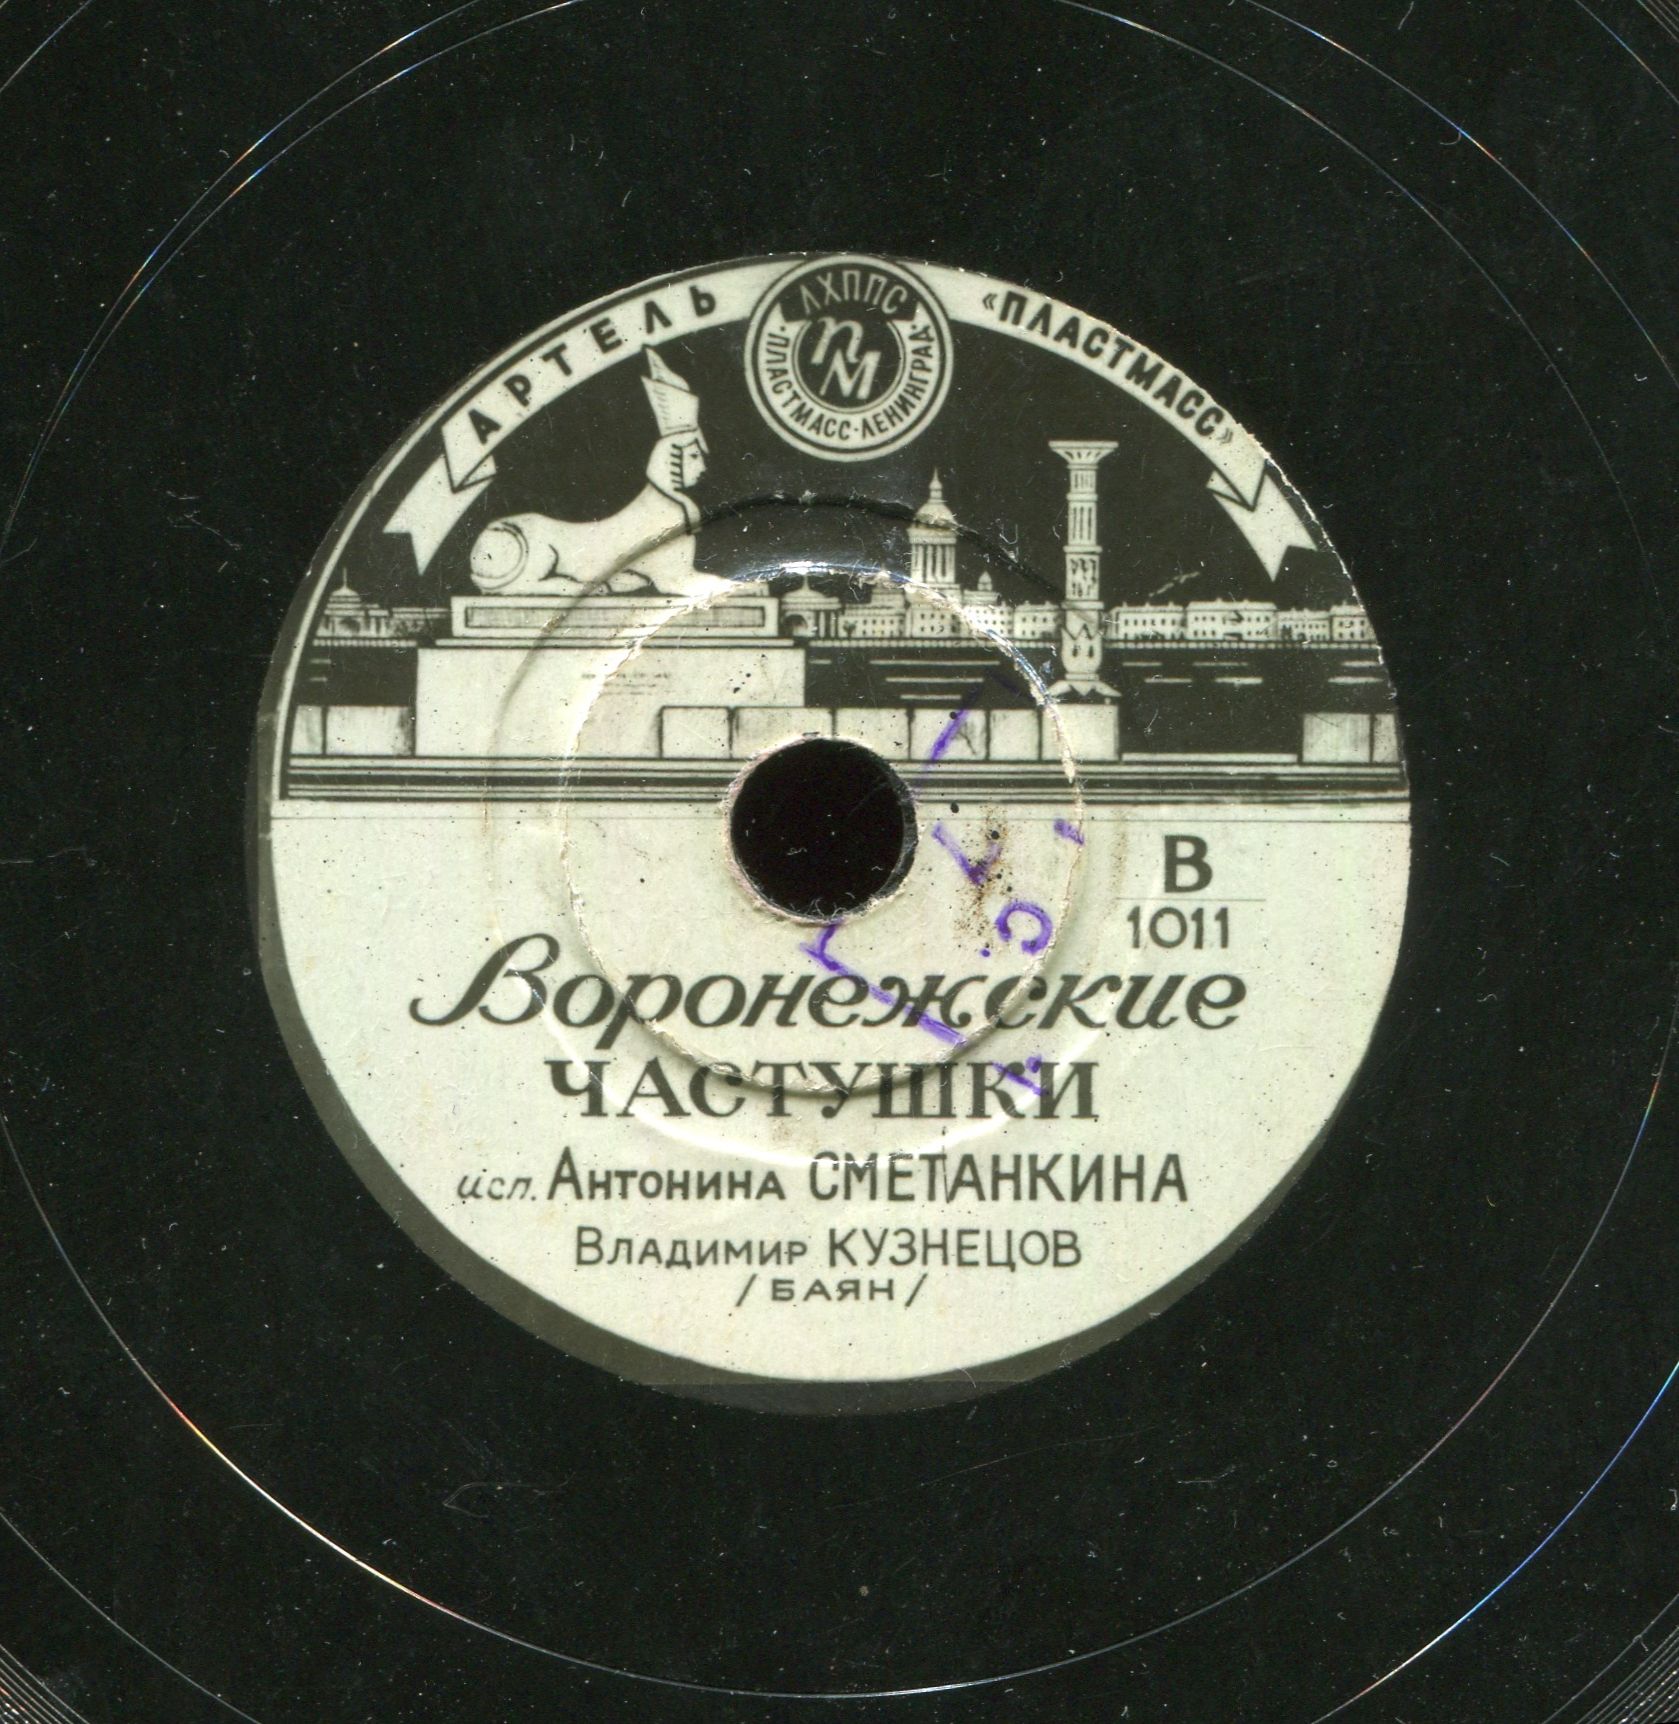 АРТЕЛЬ «ПЛАСТМАСС»
ЛХППС
ПМ
·ПЛАСТМАСС·ЛЕНИНГРАД·
В
1011
Воронежские
ЧАСТУШКИ
исп. Антонина СМЕТАНКИНА
Владимир КУЗНЕЦОВ
/БАЯН/